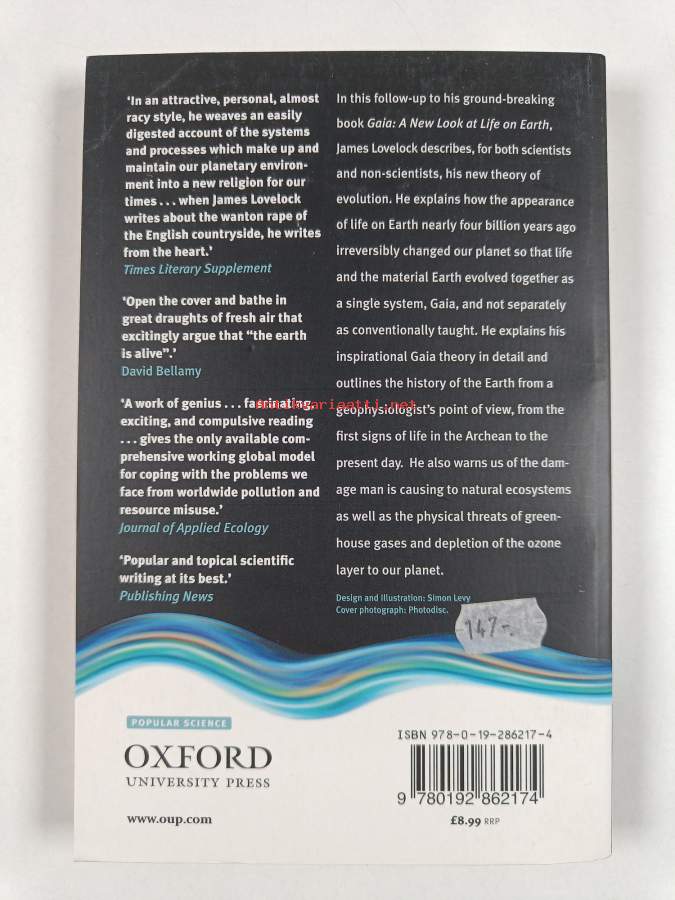 ‘In an attractive, personal, almost
racy style, he weaves an easily
digested account of the systems
and processes which make up and
maintain our planetary environ-
ment into a new religion for our
times . . . when James Lovelock
writes about the wanton rape of
the English countryside, he writes
from the heart.’
Times Literary Supplement
‘Open the cover and bathe in
great draughts of fresh air that
excitingly argue that “the earth
is alive”.’
David Bellamy
‘A work of genius . . . fascinating,
exciting, and compulsive reading
. . . gives the only available com-
prehensive working global model
for coping with the problems we
face from worldwide pollution and
resource misuse.’
Journal of Applied Ecology
‘Popular and topical scientific
writing at its best.’
Publishing News
In this follow-up to his ground-breaking
book Gaia: A New Look at Life on Earth,
James Lovelock describes, for both scientists
and non-scientists, his new theory of
evolution. He explains how the appearance
of life on Earth nearly four billion years ago
irreversibly changed our planet so that life
and the material Earth evolved together as
a single system, Gaia, and not separately
as conventionally taught. He explains his
inspirational Gaia theory in detail and
outlines the history of the Earth from a
geophysiologist’s point of view, from the
first signs of life in the Archean to the
present day. He also warns us of the dam-
age man is causing to natural ecosystems
as well as the physical threats of green-
house gases and depletion of the ozone
layer to our planet.
Design and illustration: Simon Levy
Cover photograph: Photodisc.
147-.
Antikvariaatti.net
POPULAR SCIENCE
OXFORD
UNIVERSITY PRESS
www.oup.com
ISBN 978-0-19-286217-4
9 780192 862174
£8.99 RRP